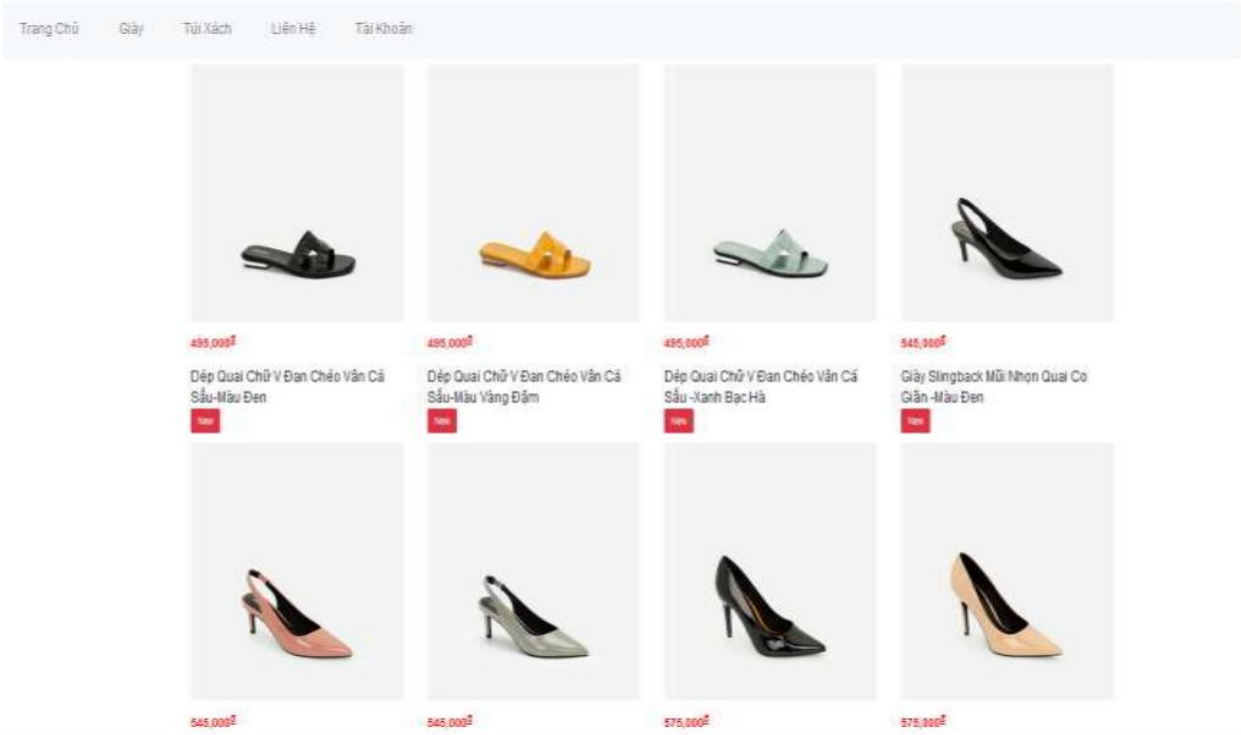 Trang Chủ Giày Túi Xách Liên Hệ Tài Khoản
495,000₫ 495,000₫ 495,000₫ 545,000₫
Dép Quai Chữ V Đan Chéo Vân Cá Dép Quai Chữ V Đan Chéo Vân Cá Dép Quai Chữ V Đan Chéo Vân Cá Giày Slingback Mũi Nhọn Quai Co
Sấu-Màu Đen Sấu-Màu Vàng Đậm Sấu -Xanh Bạc Hà Giãn -Màu Đen
New New New New
545,000₫ 545,000₫ 575,000₫ 575,000₫